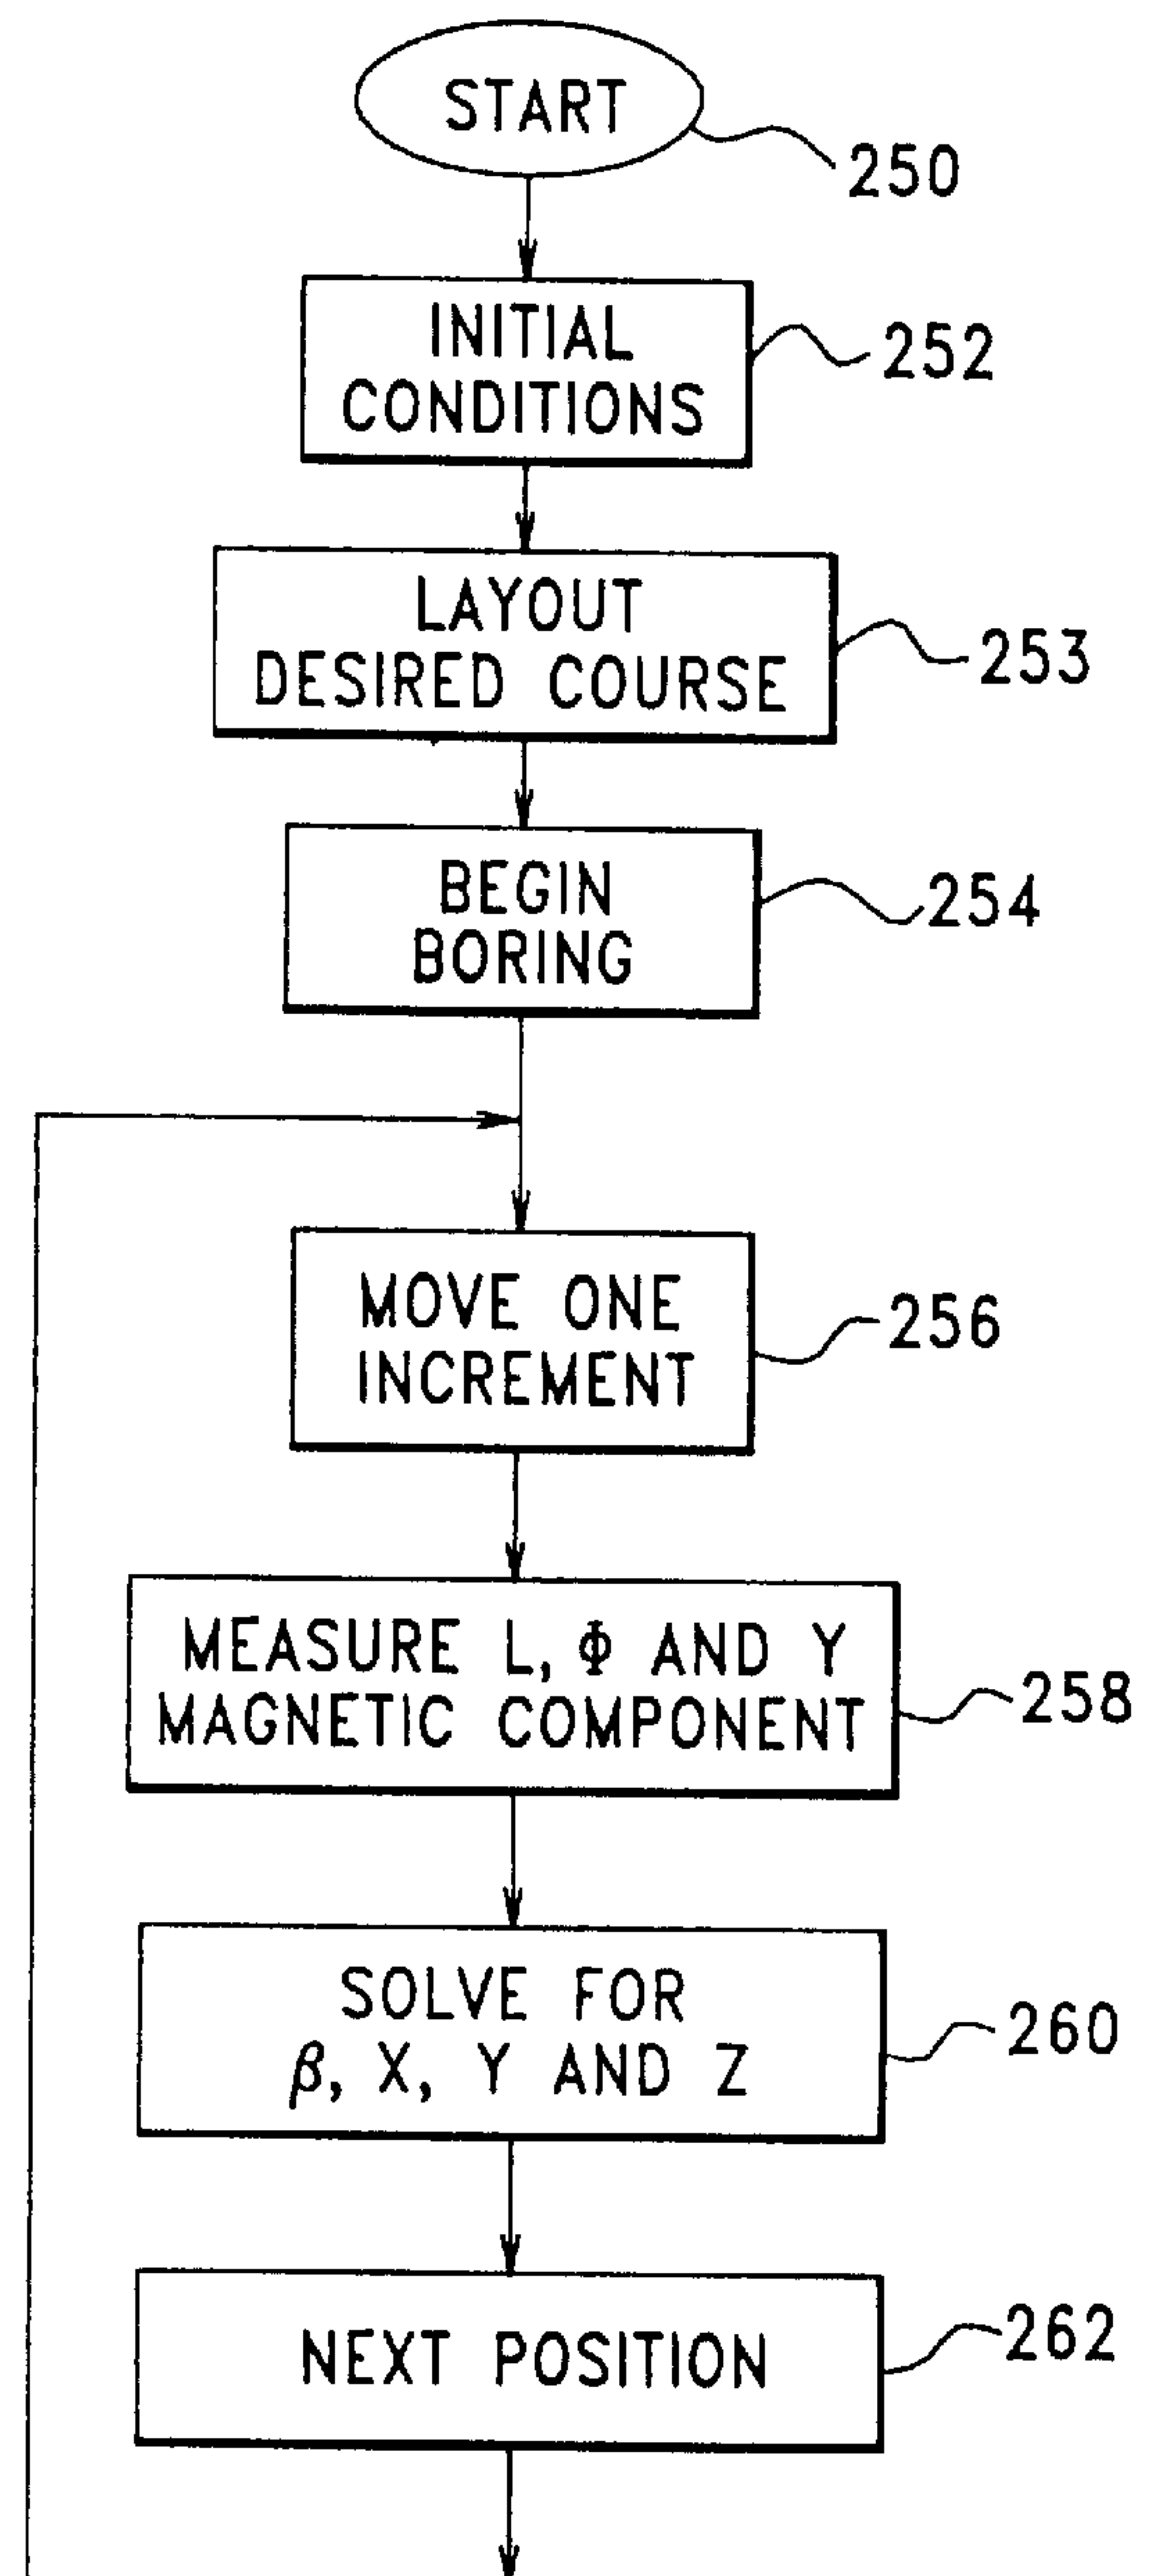 START
250
INITIAL
CONDITIONS
252
LAYOUT
DESIRED COURSE
253
BEGIN
BORING
254
MOVE ONE
INCREMENT
256
MEASURE L, Φ AND Y
MAGNETIC COMPONENT
258
SOLVE FOR
β, X, Y AND Z
260
NEXT POSITION
262